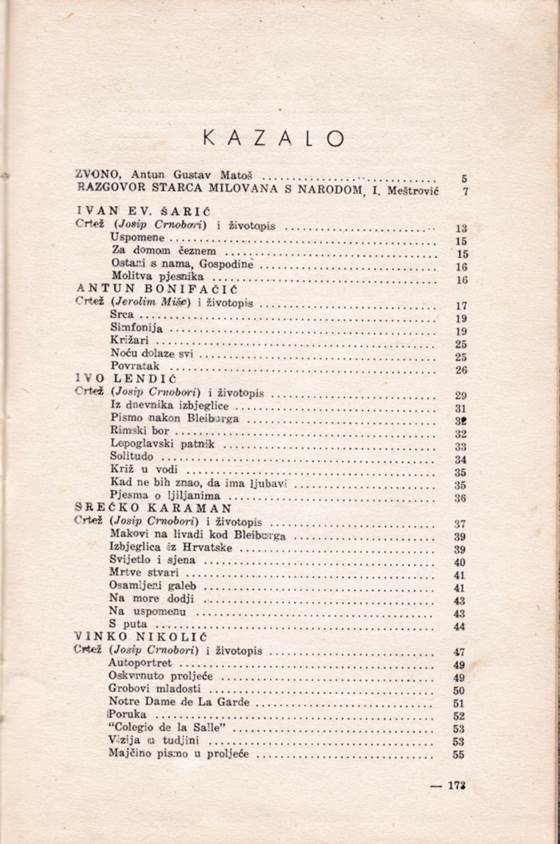 KAZALO
ZVONO, Antun Gustav Matoš ........................ 5
RAZGOVOR STARCA MILOVANA S NARODOM, I. Meštrović 7
IVAN EV. ŠARIĆ
Crtež (Josip Crnobori) i životopis ........................ 13
Uspomene ........................ 15
Za domom čeznem ........................ 15
Ostani s nama, Gospodine ........................ 16
Molitva pjesnika ........................ 16
ANTUN BONIFAČIĆ
Crtež (Jerolim Miše) i životopis ........................ 17
Srca ........................ 19
Simfonija ........................ 19
Križari ........................ 25
Noću dolaze svi ........................ 25
Povratak ........................ 26
IVO LENDIĆ
Crtež (Josip Crnobori) i životopis ........................ 29
Iz dnevnika izbjeglice ........................ 31
Pismo nakon Bleiburga ........................ 32
Rimski bor ........................ 32
Lepoglavski patnik ........................ 33
Solitudo ........................ 34
Križ u vodi ........................ 35
Kad ne bih znao, da ima ljubavi ........................ 35
Pjesma o ljiljanima ........................ 36
SREĆKO KARAMAN
Crtež (Josip Crnobori) i životopis ........................ 37
Makovi na livadi kod Bleiburga ........................ 39
Izbjeglica iz Hrvatske ........................ 39
Svijetlo i sjena ........................ 40
Mrtve stvari ........................ 41
Osamljeni galeb ........................ 41
Na more dodji ........................ 43
Na uspomenu ........................ 43
S puta ........................ 44
VINKO NIKOLIĆ
Crtež (Josip Crnobori) i životopis ........................ 47
Autoportret ........................ 49
Oskvrnuto proljeće ........................ 49
Grobovi mladosti ........................ 50
Notre Dame de La Garde ........................ 51
Poruka ........................ 52
"Colegio de la Salle" ........................ 53
Vizija u tudjini ........................ 53
Majčino pismo u proljeće ........................ 55
— 173